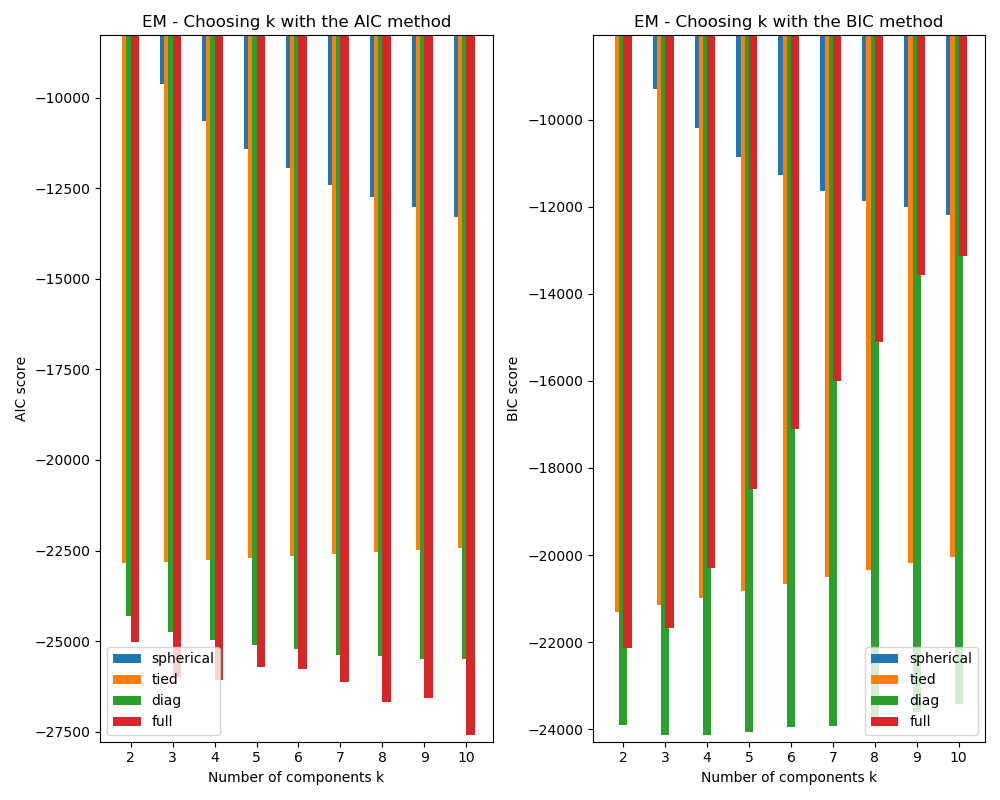 EM - Choosing k with the AIC method
AIC score
−10000
−12500
−15000
−17500
−20000
−22500
−25000
−27500
spherical
tied
diag
full
2 3 4 5 6 7 8 9 10
Number of components k
EM - Choosing k with the BIC method
BIC score
−10000
−12000
−14000
−16000
−18000
−20000
−22000
−24000
spherical
tied
diag
full
2 3 4 5 6 7 8 9 10
Number of components k